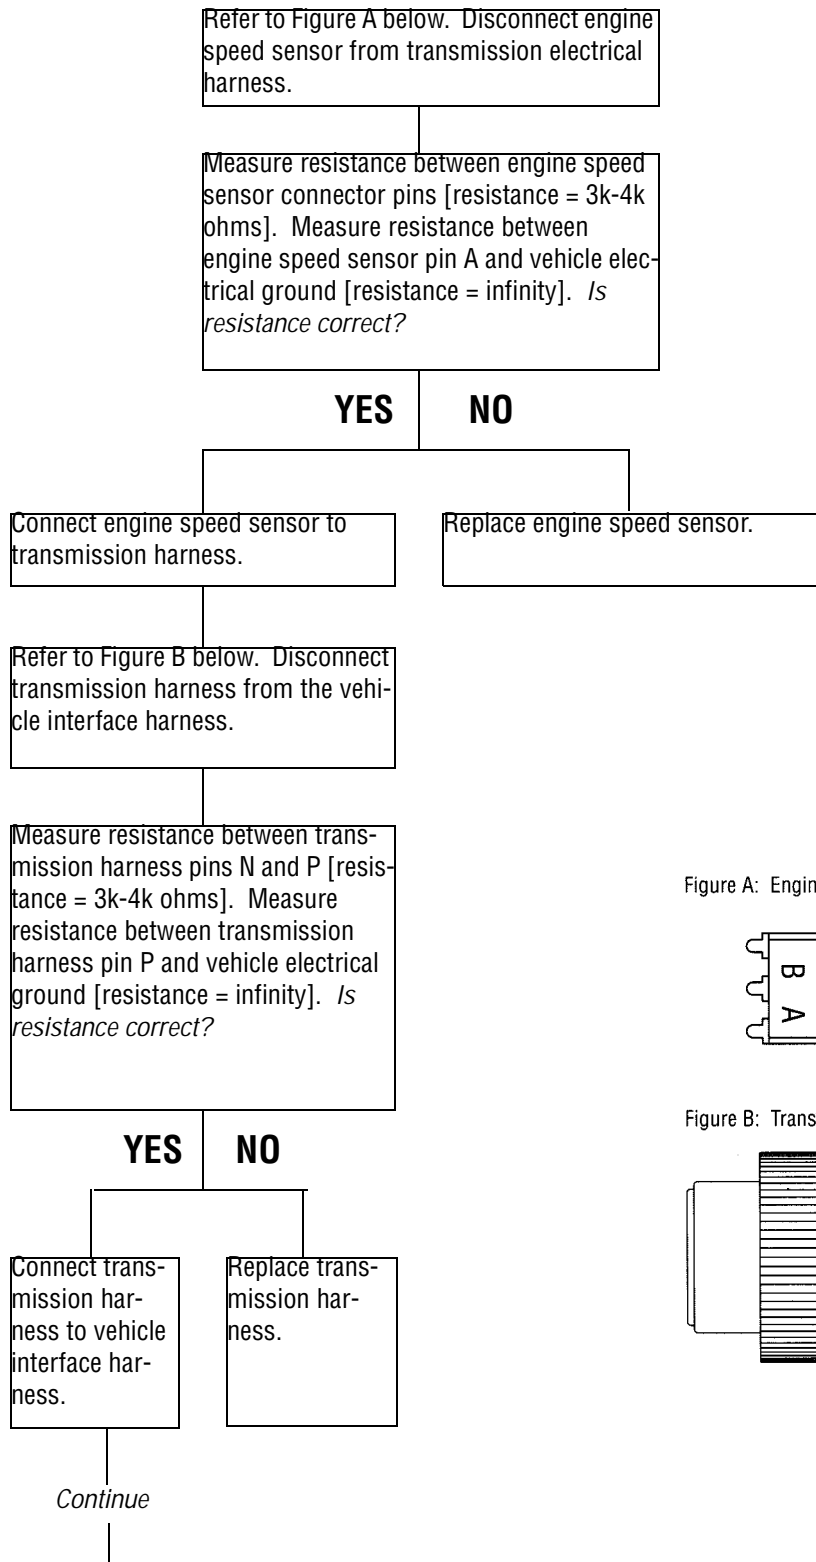 Refer to Figure A below.  Disconnect engine
speed sensor from transmission electrical
harness.
Measure resistance between engine speed
sensor connector pins [resistance = 3k-4k
ohms].  Measure resistance between
engine speed sensor pin A and vehicle elec-
trical ground [resistance = infinity].  Is
resistance correct?
YES
NO
Connect engine speed sensor to
transmission harness.
Replace engine speed sensor.
Refer to Figure B below.  Disconnect
transmission harness from the vehi-
cle interface harness.
Measure resistance between trans-
mission harness pins N and P [resis-
tance = 3k-4k ohms].  Measure
resistance between transmission
harness pin P and vehicle electrical
ground [resistance = infinity].  Is
resistance correct?
Figure A:  Engin
B
A
Figure B:  Trans
YES
NO
Connect trans-
mission har-
ness to vehicle
interface har-
ness.
Replace trans-
mission har-
ness.
Continue